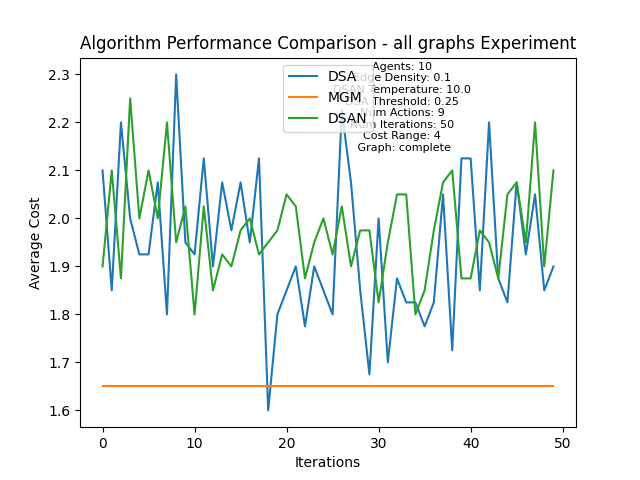 Algorithm Performance Comparison - all graphs Experiment
Agents: 10
Edge Density: 0.1
DSAN Temperature: 10.0
DSA Threshold: 0.25
Num Actions: 9
Num Iterations: 50
Cost Range: 4
Graph: complete
DSA
MGM
DSAN
Average Cost
2.3
2.2
2.1
2.0
1.9
1.8
1.7
1.6
0
10
20
30
40
50
Iterations